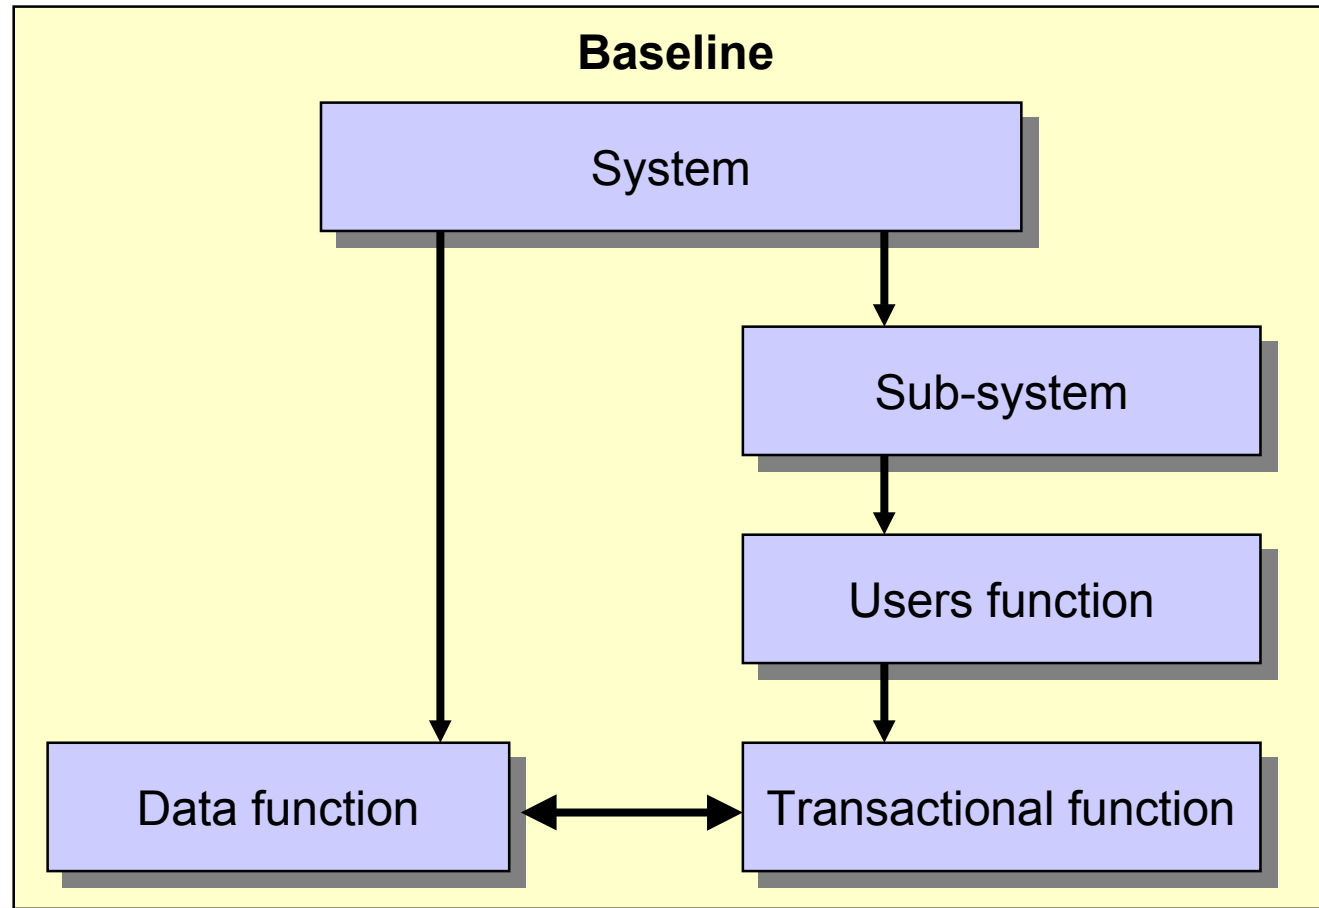 Baseline
System
Sub-system
Users function
Data function
Transactional function